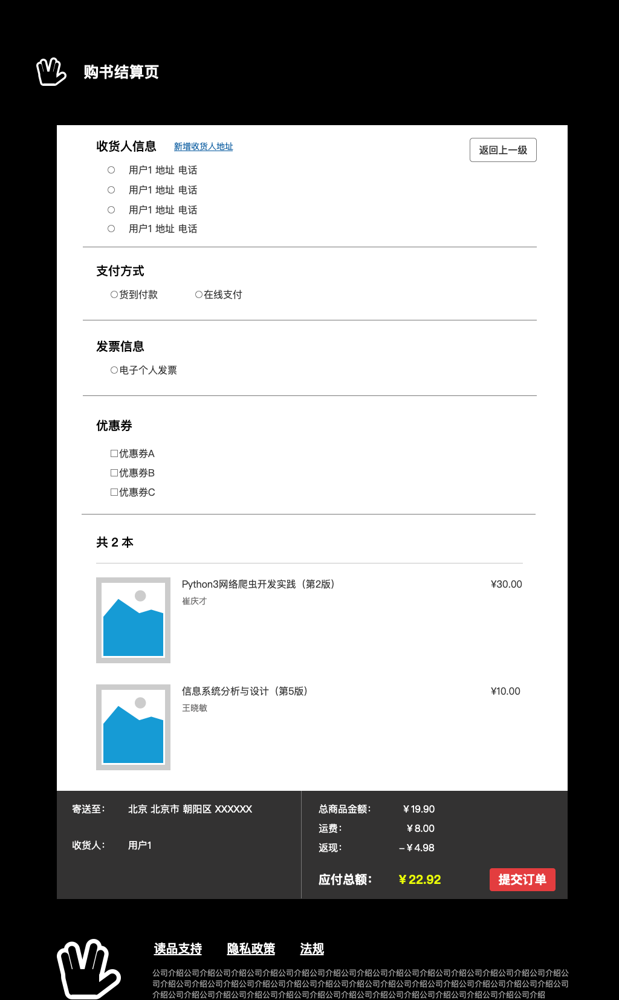 购书结算页
收货人信息 新增收货人地址 返回上一级
用户1 地址 电话
用户1 地址 电话
用户1 地址 电话
用户1 地址 电话
支付方式
货到付款 在线支付
发票信息
电子个人发票
优惠券
优惠券A
优惠券B
优惠券C
共 2 本
Python3网络爬虫开发实践（第2版） ¥30.00
崔庆才
信息系统分析与设计（第5版） ¥10.00
王晓敏
寄送至： 北京 北京市 朝阳区 XXXXXX
收货人： 用户1
总商品金额： ¥ 19.90
运费： ¥ 8.00
返现： – ¥ 4.98
应付总额： ¥ 22.92 提交订单
读品支持 隐私政策 法规
公司介绍公司介绍公司介绍公司介绍公司介绍公司介绍公司介绍公司介绍公司介绍公司介绍公司介绍公司介绍公司介绍公
司介绍公司介绍公司介绍公司介绍公司介绍公司介绍公司介绍公司介绍公司介绍公司介绍公司介绍公司介绍公司介绍公司
介绍公司介绍公司介绍公司介绍公司介绍公司介绍公司介绍公司介绍公司介绍公司介绍公司介绍公司介绍公司介绍